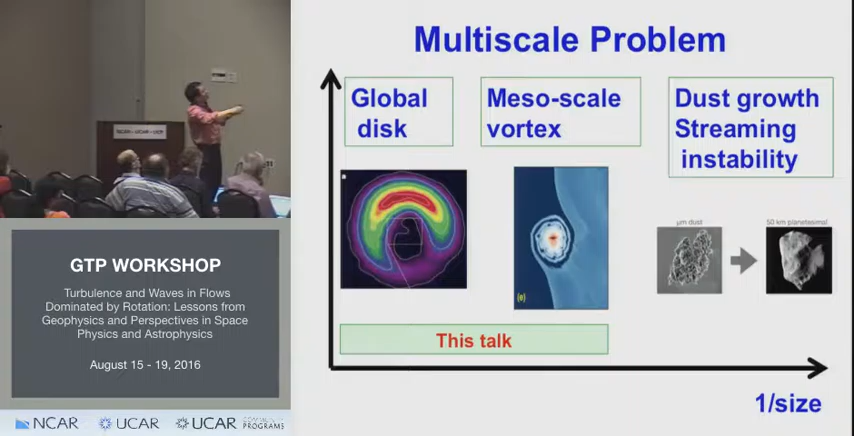 Multiscale Problem
Global
disk
Meso-scale
vortex
Dust growth
Streaming
instability
μm dust
50 km planetesimal
(e)
This talk
1/size
GTP WORKSHOP
Turbulence and Waves in Flows
Dominated by Rotation: Lessons from
Geophysics and Perspectives in Space
Physics and Astrophysics
August 15 - 19, 2016
NCAR
UCAR
UCAR
PROGRAMS